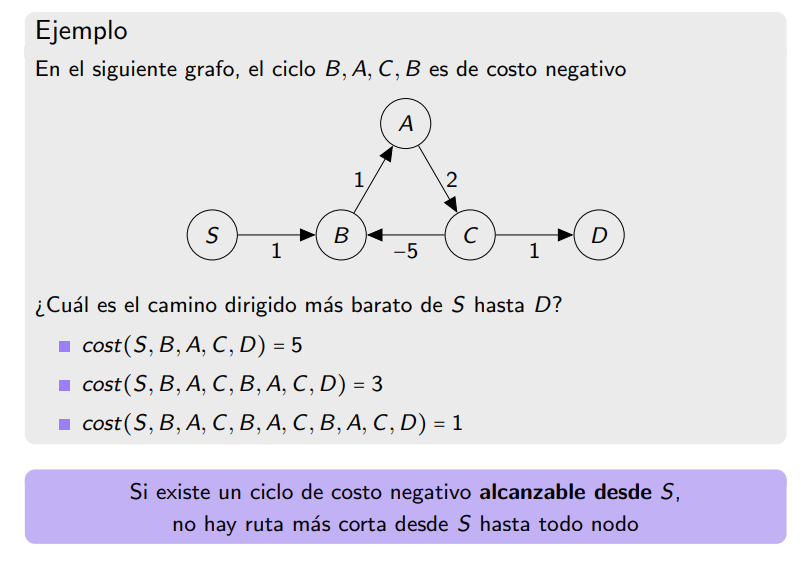 Ejemplo
En el siguiente grafo, el ciclo B, A, C, B es de costo negativo
A
1
2
S
B
C
D
1
−5
1
¿Cuál es el camino dirigido más barato de S hasta D?
cost(S, B, A, C, D) = 5
cost(S, B, A, C, B, A, C, D) = 3
cost(S, B, A, C, B, A, C, B, A, C, D) = 1
Si existe un ciclo de costo negativo alcanzable desde S,
no hay ruta más corta desde S hasta todo nodo